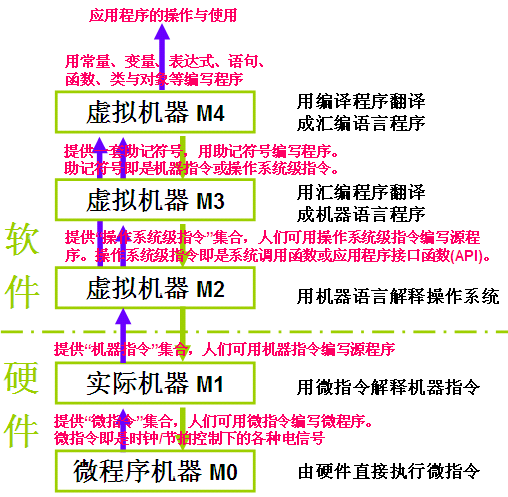 应用程序的操作与使用
用常量、变量、表达式、语句、
函数、类与对象等编写程序
虚拟机器 M4
用编译程序翻译
成汇编语言程序
提供一套助记符号，用助记符号编写程序。
助记符号即是机器指令或操作系统级指令。
虚拟机器 M3
用汇编程序翻译
成机器语言程序
软
件
提供“操作系统级指令”集合，人们可用操作系统级指令编写源程
序。操作系统级指令即是系统调用函数或应用程序接口函数(API)。
虚拟机器 M2
用机器语言解释操作系统
硬
件
提供“机器指令”集合，人们可用机器指令编写源程序
实际机器 M1
用微指令解释机器指令
提供“微指令”集合，人们可用微指令编写微程序。
微指令即是时钟/节拍控制下的各种电信号
微程序机器 M0
由硬件直接执行微指令